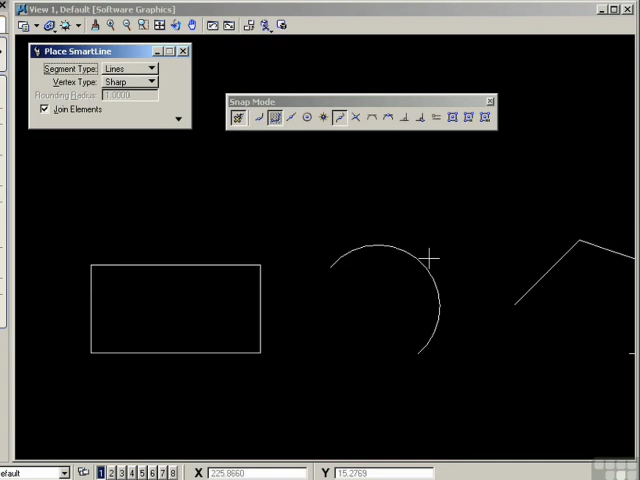 View 1, Default [Software Graphics]
Place SmartLine
Segment Type: Lines
Vertex Type: Sharp
Rounding Radius: 1.0000
Join Elements
Snap Mode
efault 1 2 3 4 5 6 7 8 X 225.8660 Y 15.2769